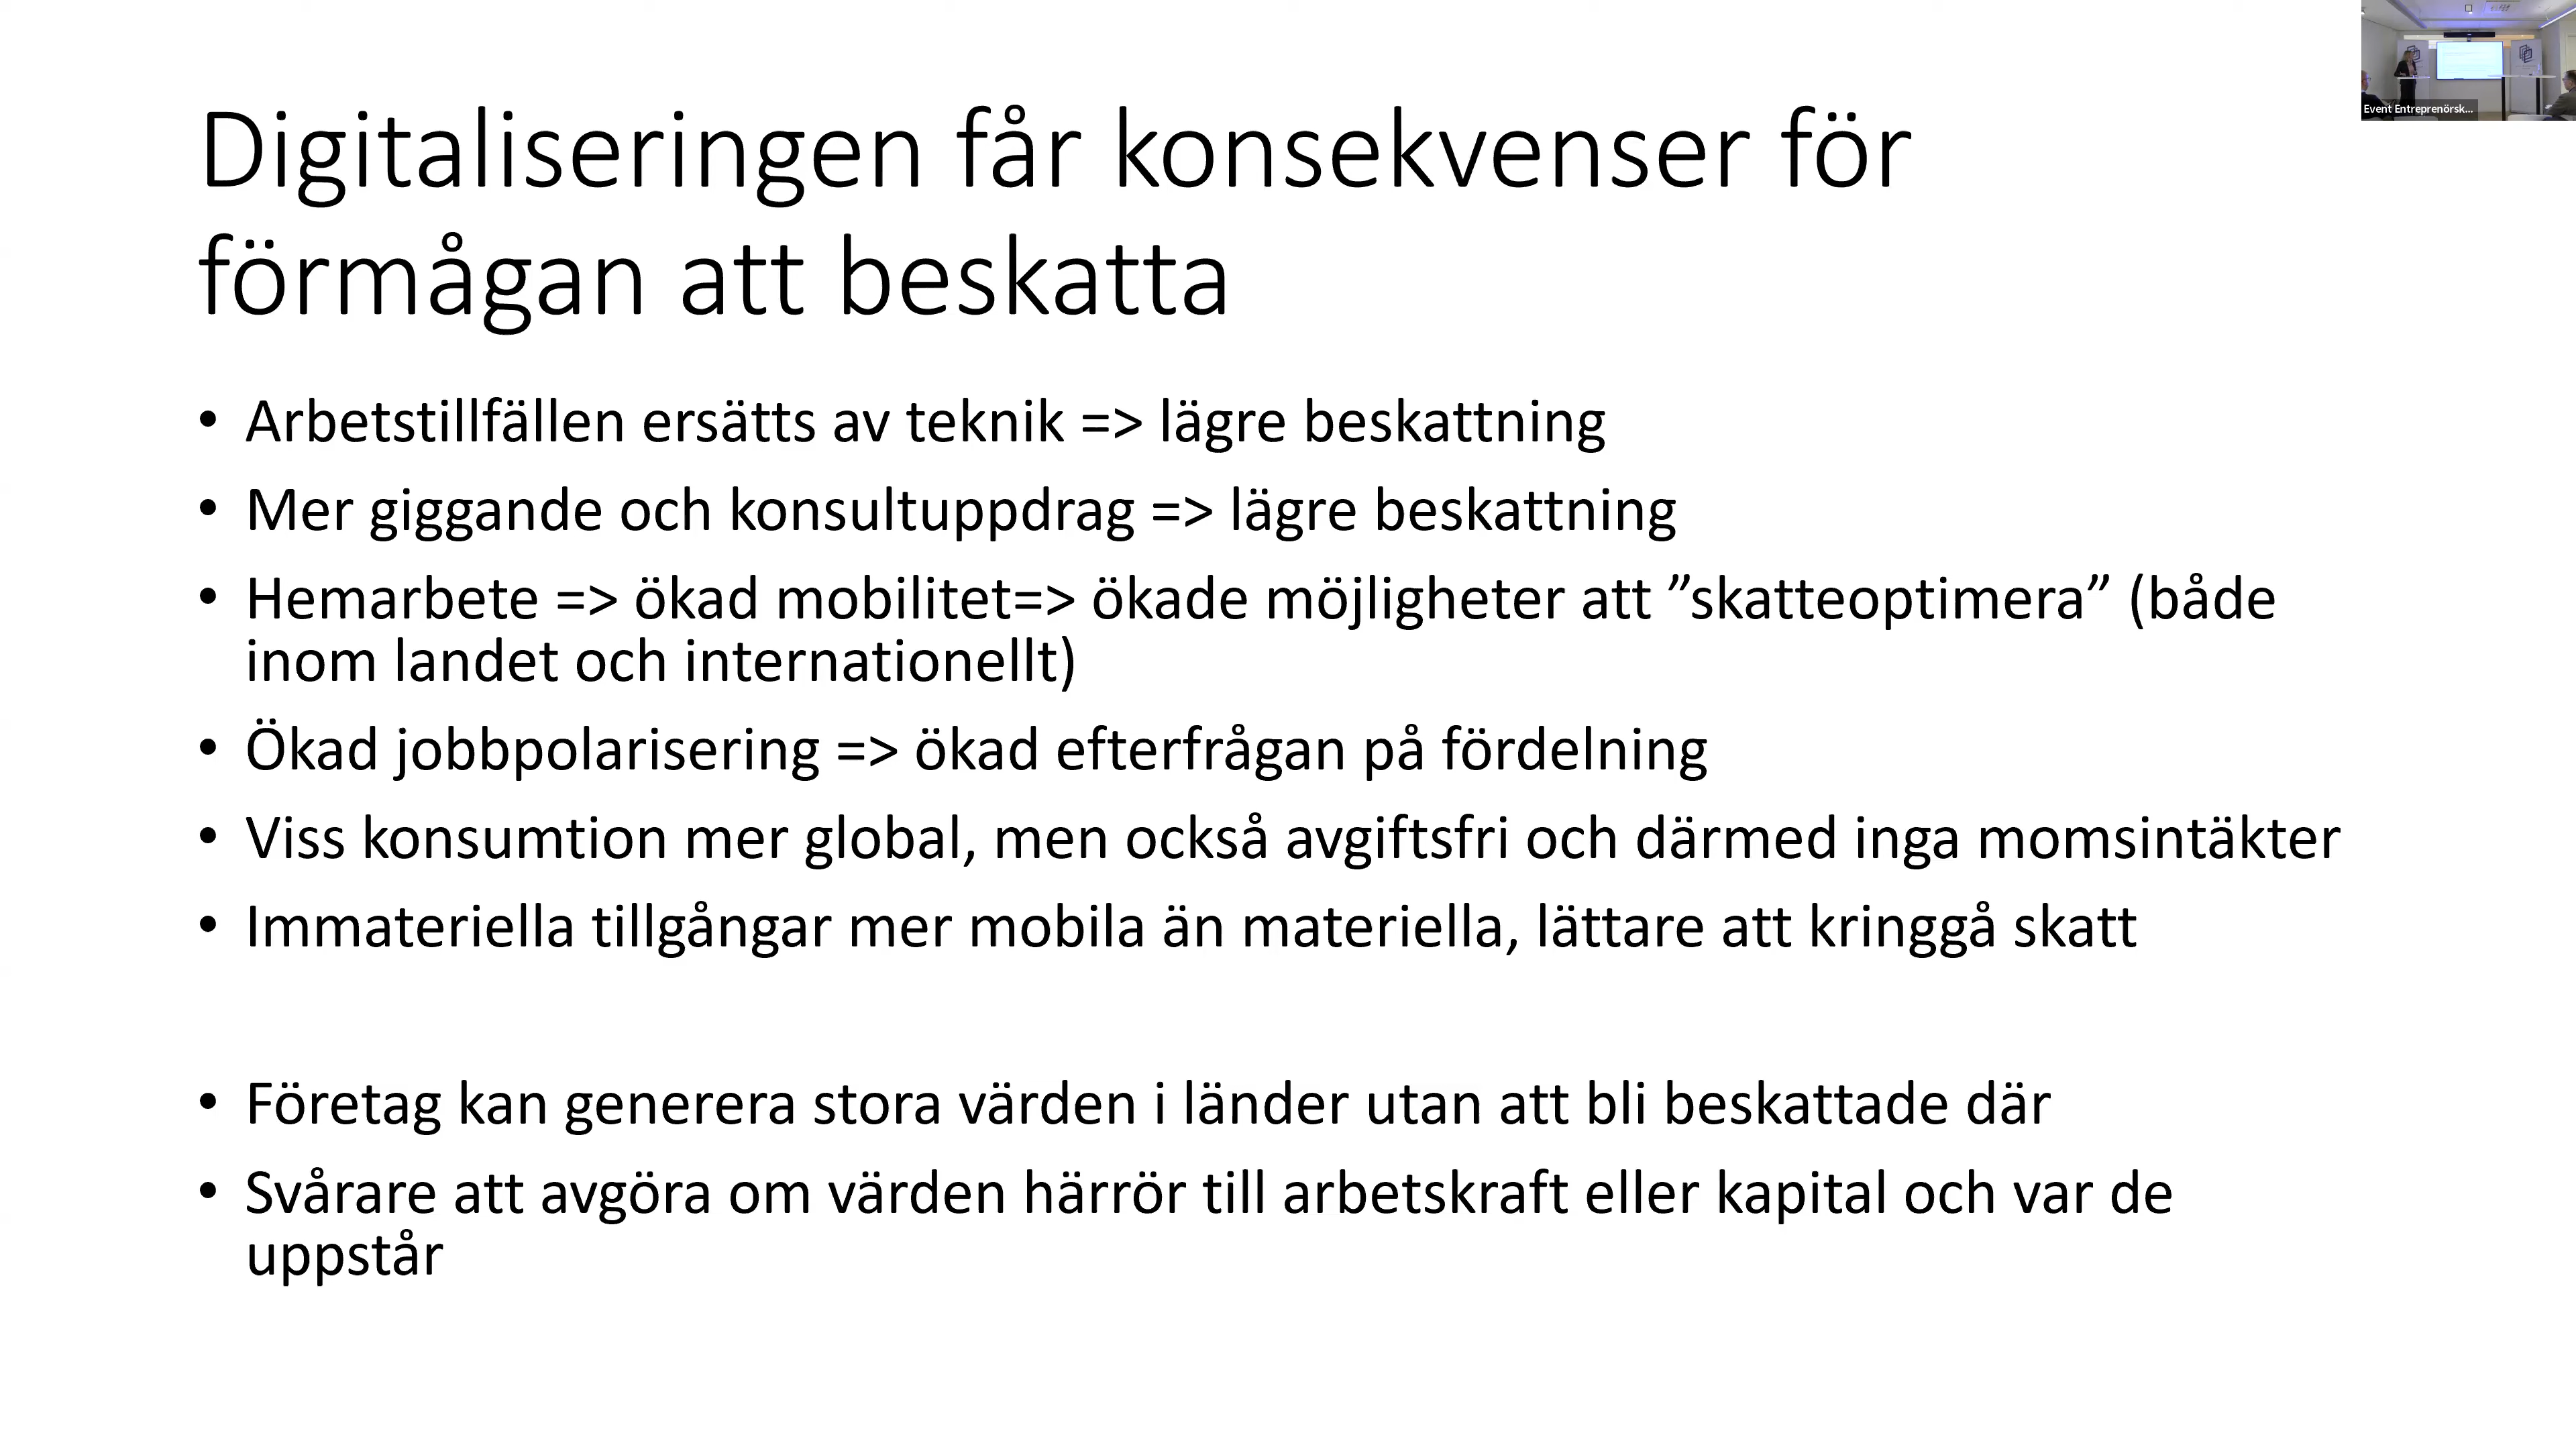 Event Entreprenörsk...
Digitaliseringen får konsekvenser för
förmågan att beskatta
• Arbetstillfällen ersätts av teknik => lägre beskattning
• Mer giggande och konsultuppdrag => lägre beskattning
• Hemarbete => ökad mobilitet=> ökade möjligheter att ”skatteoptimera” (både
inom landet och internationellt)
• Ökad jobbpolarisering => ökad efterfrågan på fördelning
• Viss konsumtion mer global, men också avgiftsfri och därmed inga momsintäkter
• Immateriella tillgångar mer mobila än materiella, lättare att kringgå skatt
• Företag kan generera stora värden i länder utan att bli beskattade där
• Svårare att avgöra om värden härrör till arbetskraft eller kapital och var de
uppstår